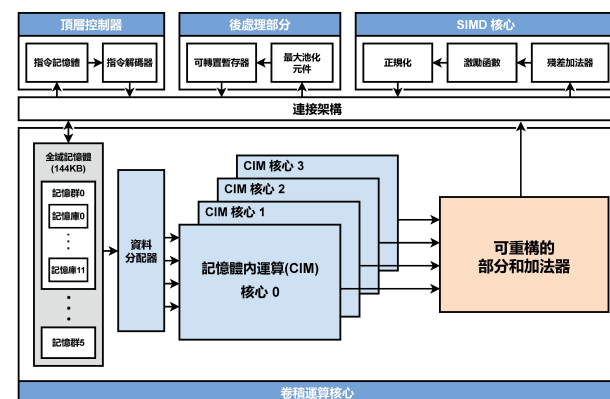 頂層控制器
後處理部分
SIMD 核心
指令記憶體
指令解碼器
可轉置暫存器
最大池化
元件
正規化
激勵函數
殘差加法器
連接架構
全域記憶體
(144KB)
記憶群0
記憶庫0
記憶庫11
記憶群5
資料
分配器
CIM 核心 3
CIM 核心 2
CIM 核心 1
記憶體內運算(CIM)
核心 0
可重構的
部分和加法器
卷積運算核心